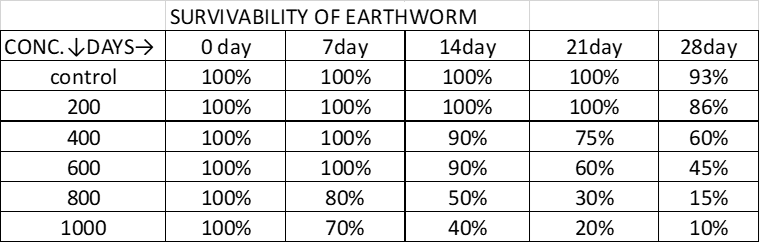 SURVIVABILITY OF EARTHWORM
CONC.↓DAYS→ 0 day 7day 14day 21day 28day
control 100% 100% 100% 100% 93%
200 100% 100% 100% 100% 86%
400 100% 100% 90% 75% 60%
600 100% 100% 90% 60% 45%
800 100% 80% 50% 30% 15%
1000 100% 70% 40% 20% 10%